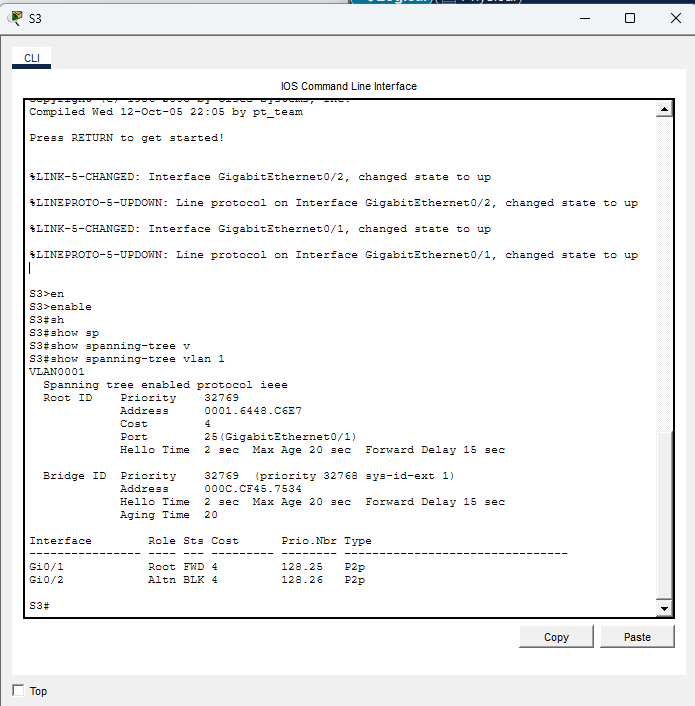 S3
CLI
IOS Command Line Interface
Compiled Wed 12-Oct-05 22:05 by pt_team
Press RETURN to get started!
%LINK-5-CHANGED: Interface GigabitEthernet0/2, changed state to up
%LINEPROTO-5-UPDOWN: Line protocol on Interface GigabitEthernet0/2, changed state to up
%LINK-5-CHANGED: Interface GigabitEthernet0/1, changed state to up
%LINEPROTO-5-UPDOWN: Line protocol on Interface GigabitEthernet0/1, changed state to up
S3>en
S3>enable
S3#sh
S3#show sp
S3#show spanning-tree v
S3#show spanning-tree vlan 1
VLAN0001
  Spanning tree enabled protocol ieee
  Root ID    Priority    32769
             Address     0001.6448.C6E7
             Cost        4
             Port        25(GigabitEthernet0/1)
             Hello Time  2 sec  Max Age 20 sec  Forward Delay 15 sec
  Bridge ID  Priority    32769  (priority 32768 sys-id-ext 1)
             Address     000C.CF45.7534
             Hello Time  2 sec  Max Age 20 sec  Forward Delay 15 sec
             Aging Time  20
Interface        Role Sts Cost      Prio.Nbr Type
---------------- ---- --- --------- -------- --------------------------------
Gi0/1            Root FWD 4         128.25   P2p
Gi0/2            Altn BLK 4         128.26   P2p
S3#
Copy Paste
Top